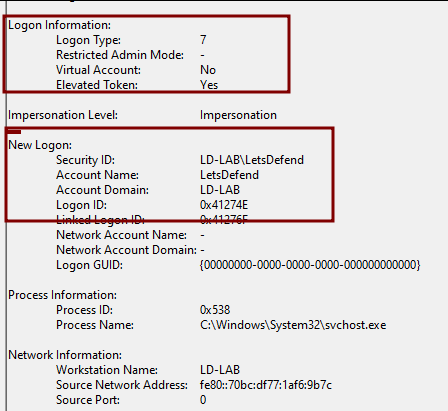 Logon Information:
Logon Type: 7
Restricted Admin Mode: -
Virtual Account: No
Elevated Token: Yes
Impersonation Level: Impersonation
New Logon:
Security ID: LD-LAB\LetsDefend
Account Name: LetsDefend
Account Domain: LD-LAB
Logon ID: 0x41274E
Linked Logon ID: 0x41276F
Network Account Name: -
Network Account Domain: -
Logon GUID: {00000000-0000-0000-0000-000000000000}
Process Information:
Process ID: 0x538
Process Name: C:\Windows\System32\svchost.exe
Network Information:
Workstation Name: LD-LAB
Source Network Address: fe80::70bc:df77:1af6:9b7c
Source Port: 0